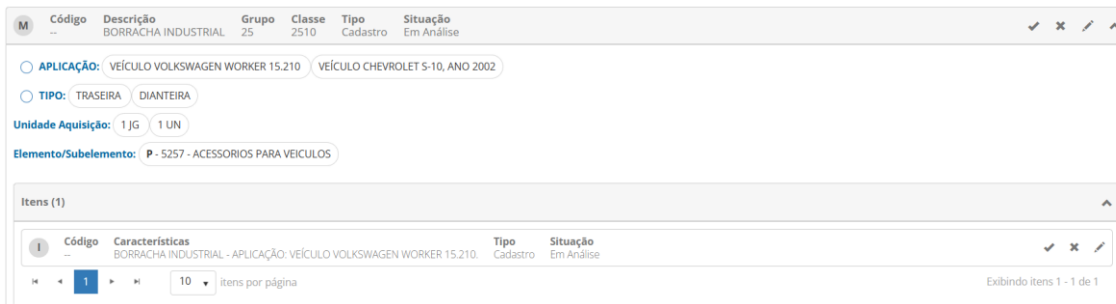 M Código Descrição Grupo Classe Tipo Situação
-- BORRACHA INDUSTRIAL 25 2510 Cadastro Em Análise
APLICAÇÃO: VEÍCULO VOLKSWAGEN WORKER 15.210 VEÍCULO CHEVROLET S-10, ANO 2002
TIPO: TRASEIRA DIANTEIRA
Unidade Aquisição: 1 JG 1 UN
Elemento/Subelemento: P - 5257 - ACESSORIOS PARA VEICULOS
Itens (1)
I Código Características Tipo Situação
-- BORRACHA INDUSTRIAL - APLICAÇÃO: VEÍCULO VOLKSWAGEN WORKER 15.210. Cadastro Em Análise
1 10 itens por página Exibindo itens 1 - 1 de 1